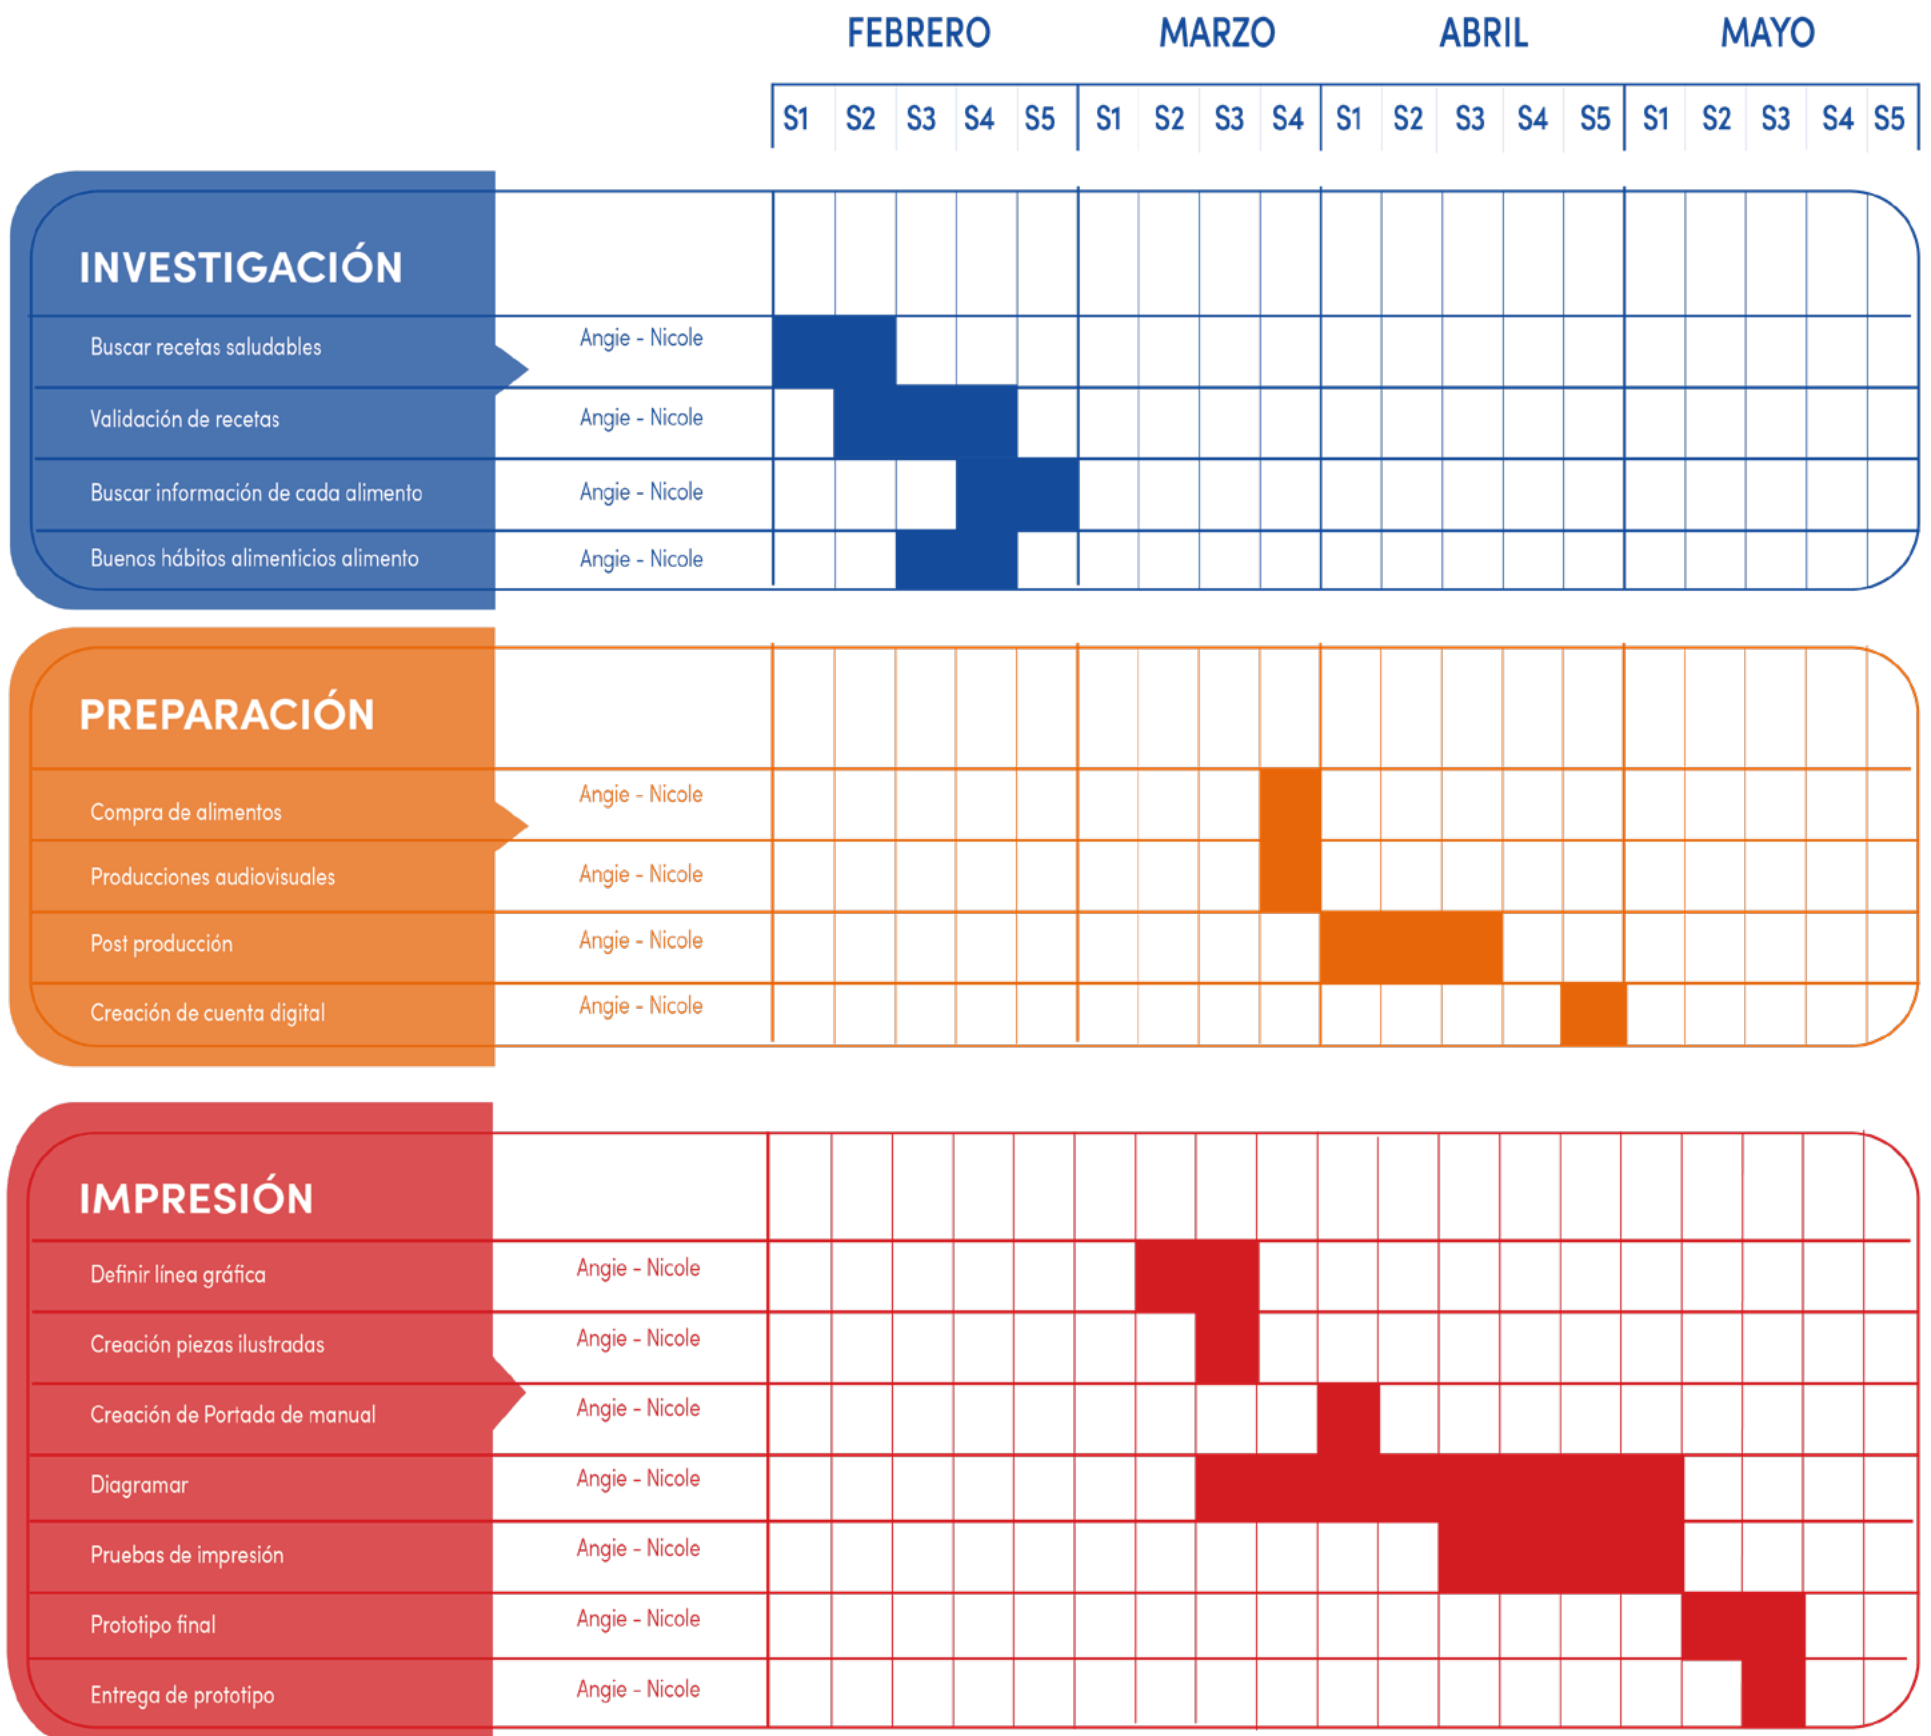 FEBRERO MARZO ABRIL MAYO
S1 S2 S3 S4 S5 S1 S2 S3 S4 S1 S2 S3 S4 S5 S1 S2 S3 S4 S5
INVESTIGACIÓN
Buscar recetas saludables Angie - Nicole
Validación de recetas Angie - Nicole
Buscar información de cada alimento Angie - Nicole
Buenos hábitos alimenticios alimento Angie - Nicole
PREPARACIÓN
Compra de alimentos Angie - Nicole
Producciones audiovisuales Angie - Nicole
Post producción Angie - Nicole
Creación de cuenta digital Angie - Nicole
IMPRESIÓN
Definir línea gráfica Angie - Nicole
Creación piezas ilustradas Angie - Nicole
Creación de Portada de manual Angie - Nicole
Diagramar Angie - Nicole
Pruebas de impresión Angie - Nicole
Prototipo final Angie - Nicole
Entrega de prototipo Angie - Nicole